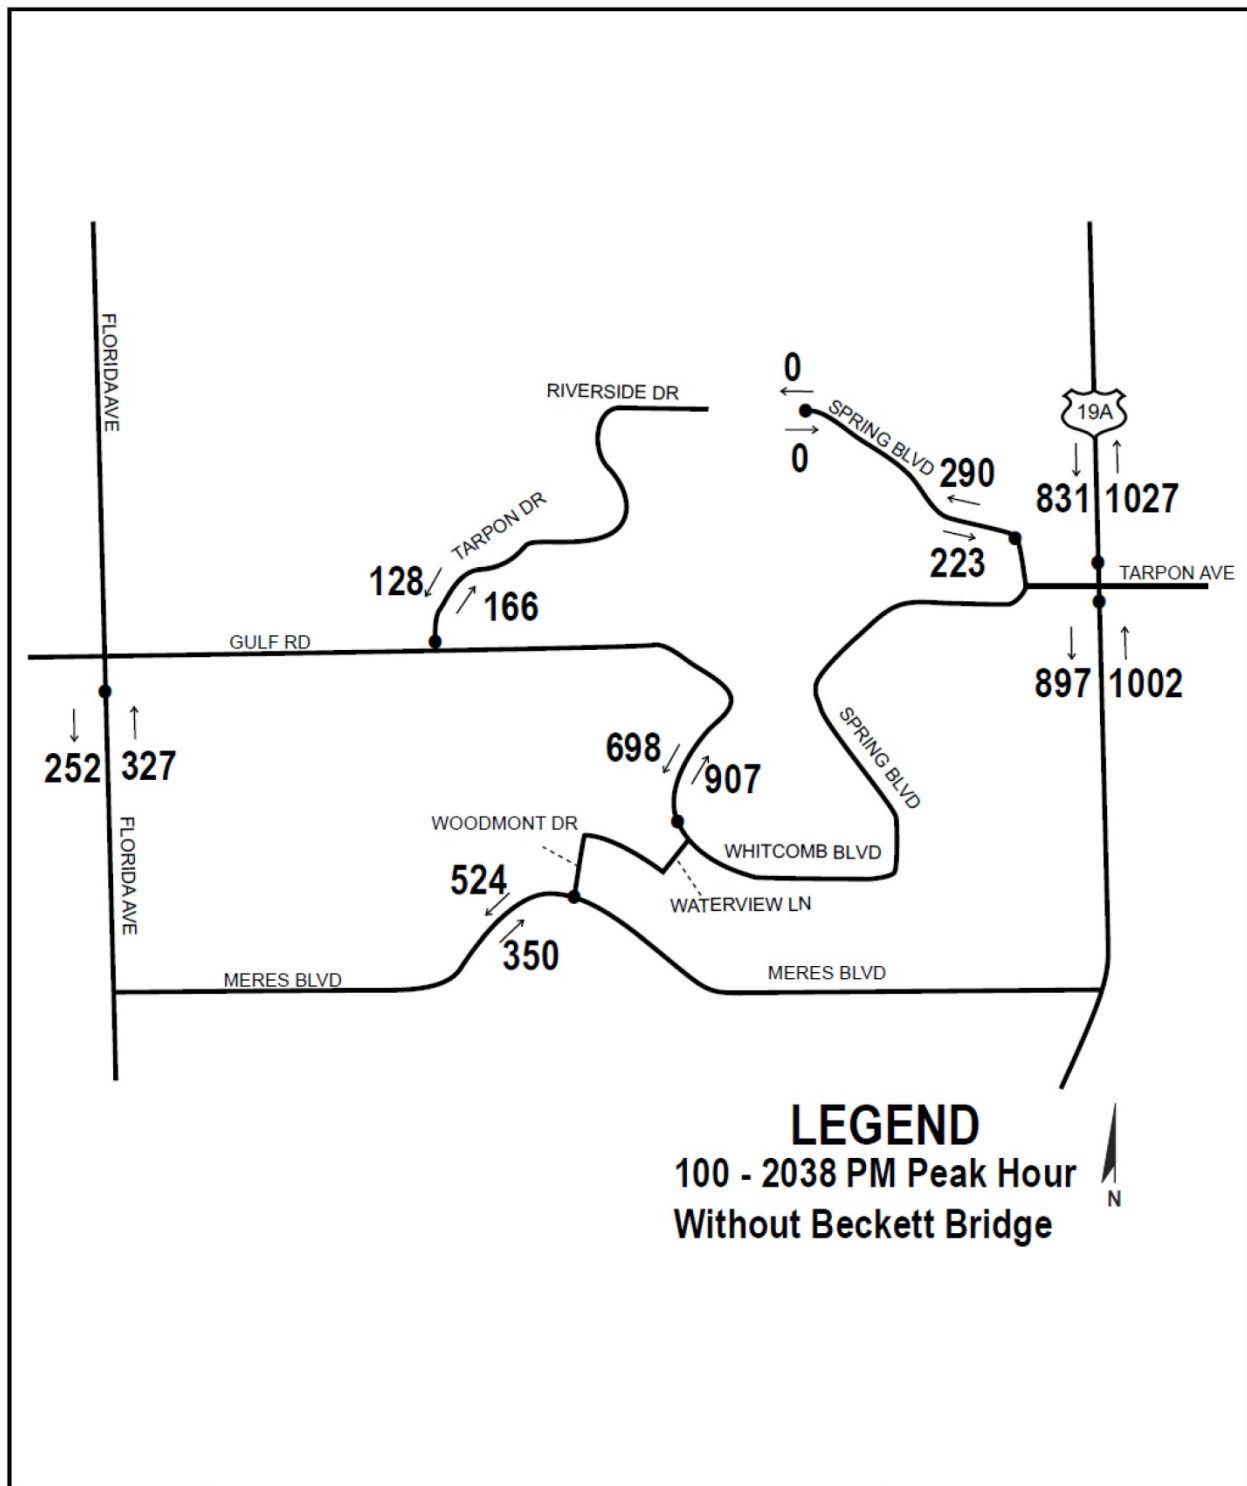 FLORIDA AVE
RIVERSIDE DR
0
0
SPRING BLVD
19A
290
831
1027
TARPON DR
223
128
166
TARPON AVE
GULF RD
897
1002
252
327
698
907
SPRING BLVD
WOODMONT DR
FLORIDA AVE
WHITCOMB BLVD
524
WATERVIEW LN
350
MERES BLVD
MERES BLVD
LEGEND
100 - 2038 PM Peak Hour
Without Beckett Bridge
N